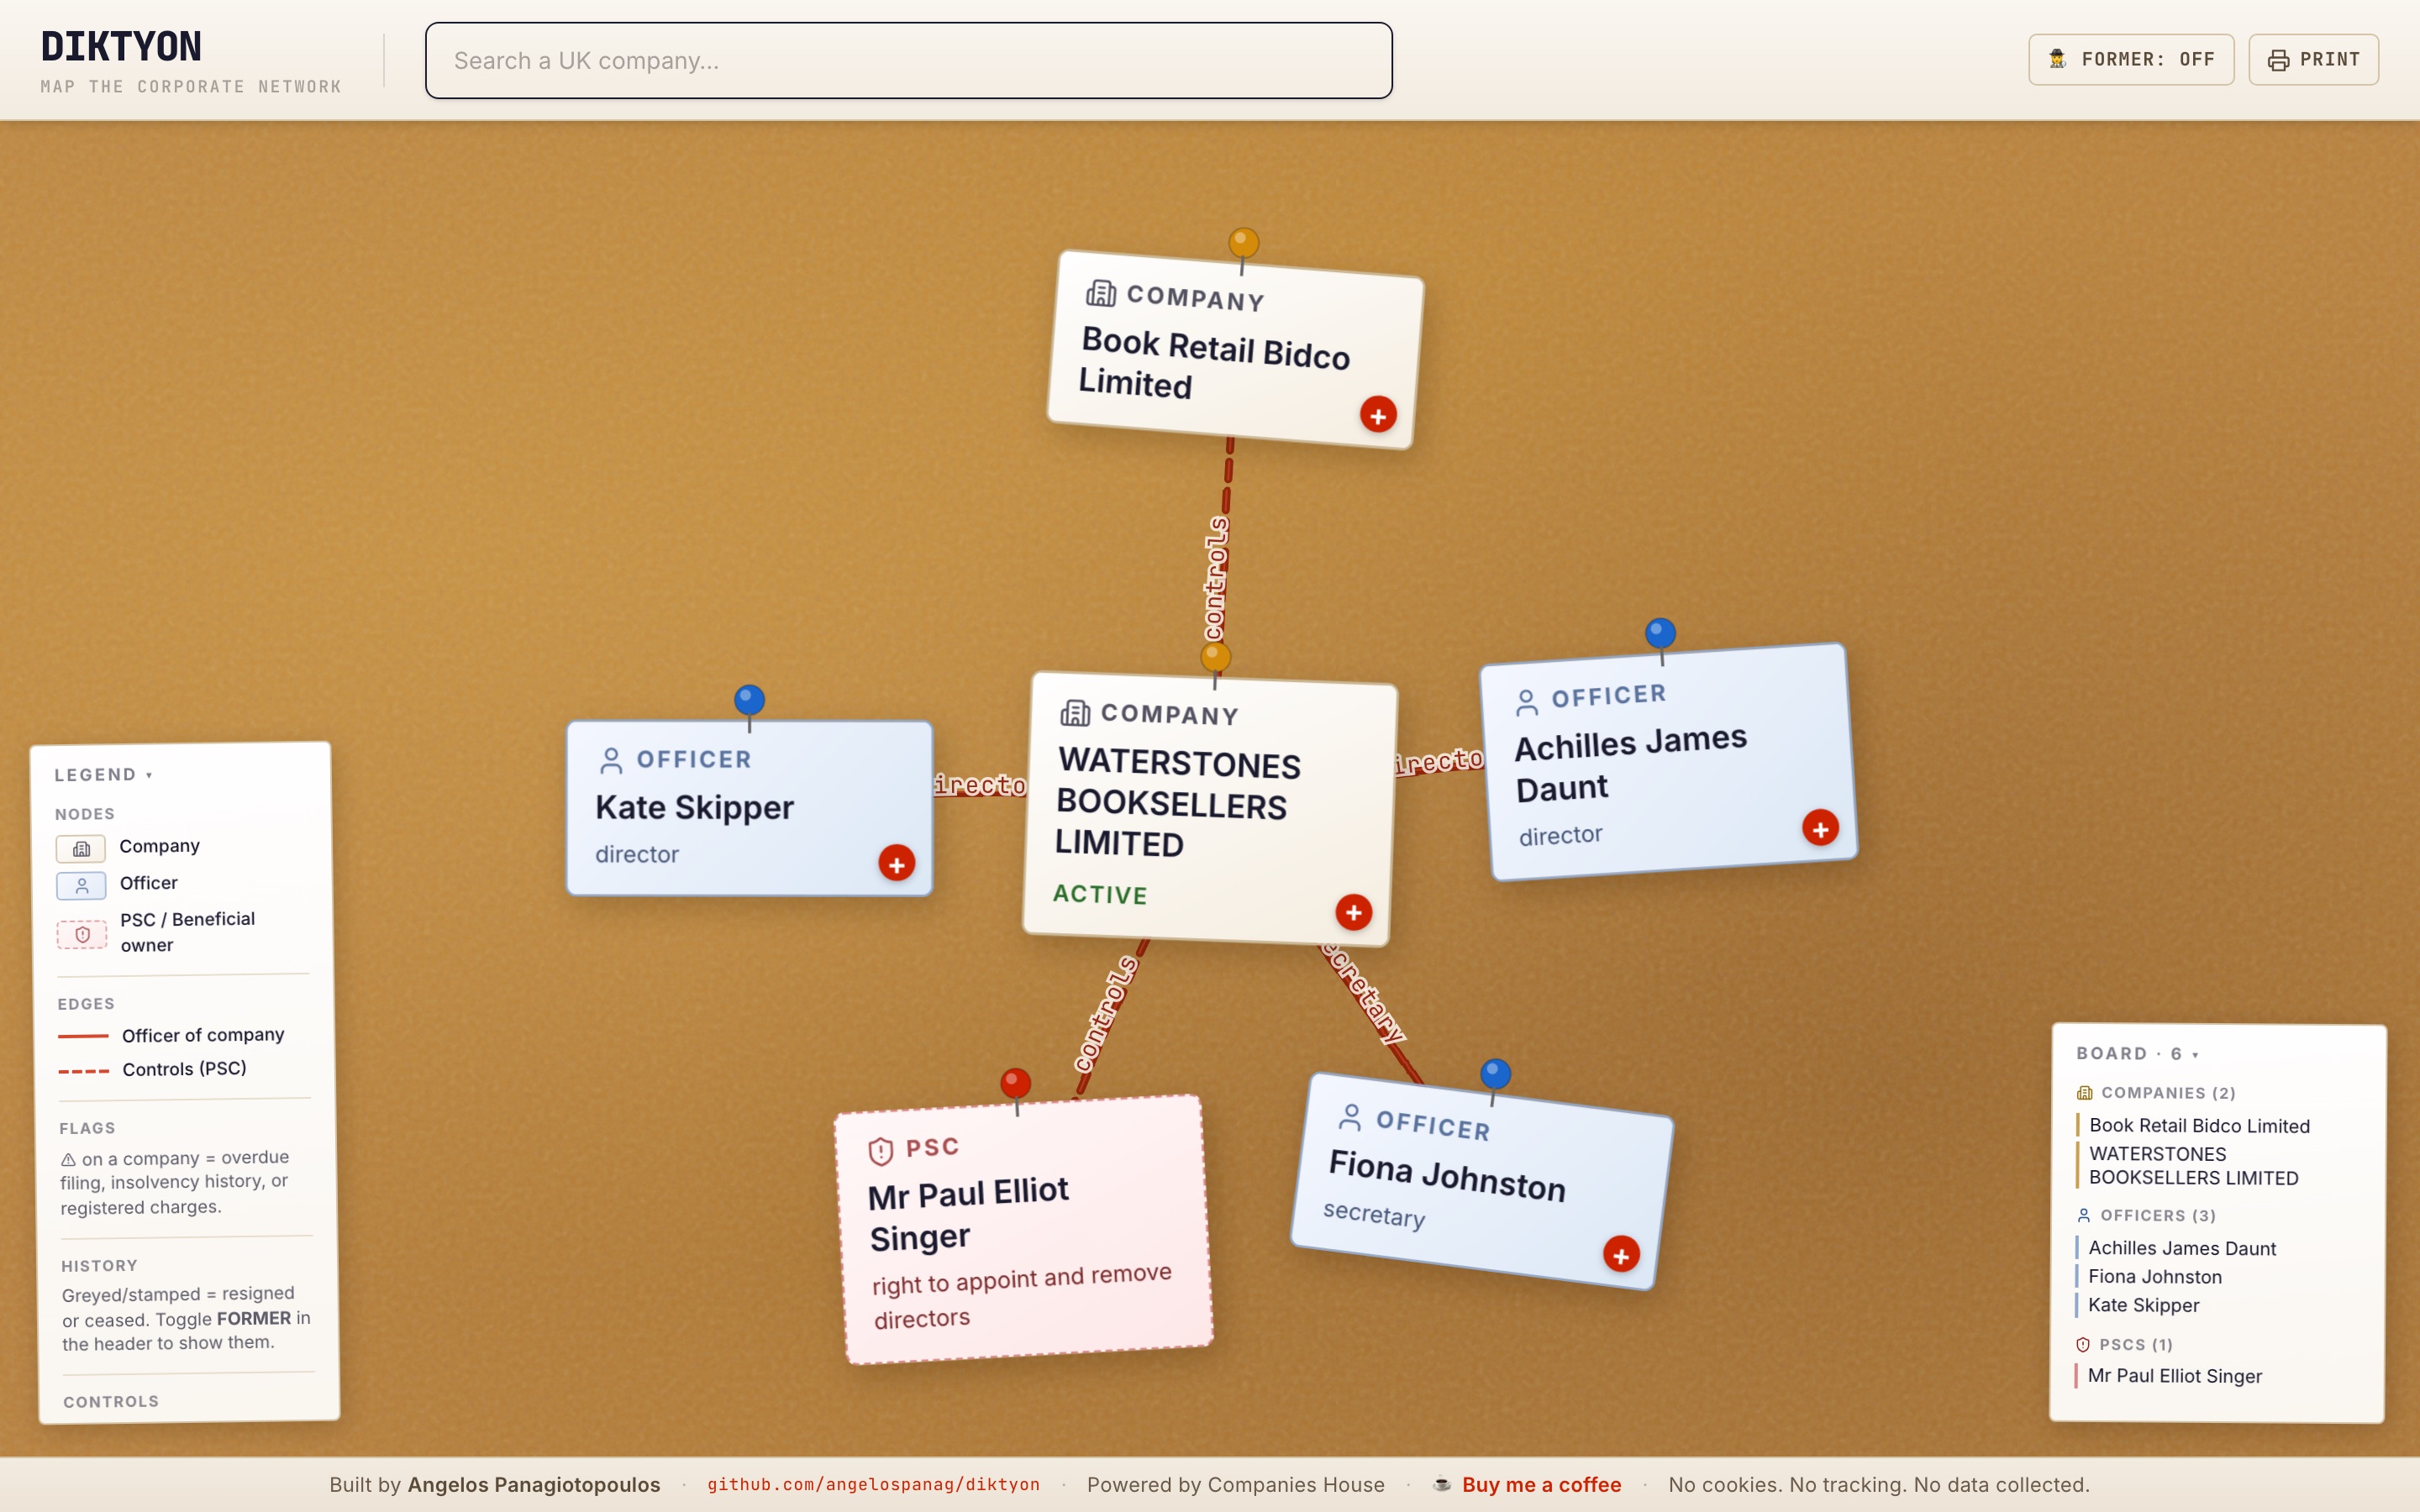 DIKTYON
MAP THE CORPORATE NETWORK
Search a UK company...
FORMER: OFF
PRINT
COMPANY
Book Retail Bidco
Limited
controls
OFFICER
Kate Skipper
director
irecto
COMPANY
WATERSTONES
BOOKSELLERS
LIMITED
ACTIVE
irecto
OFFICER
Achilles James
Daunt
director
controls
ecretary
PSC
Mr Paul Elliot
Singer
right to appoint and remove
directors
OFFICER
Fiona Johnston
secretary
LEGEND
NODES
Company
Officer
PSC / Beneficial
owner
EDGES
Officer of company
Controls (PSC)
FLAGS
⚠ on a company = overdue
filing, insolvency history, or
registered charges.
HISTORY
Greyed/stamped = resigned
or ceased. Toggle FORMER in
the header to show them.
CONTROLS
BOARD · 6
COMPANIES (2)
Book Retail Bidco Limited
WATERSTONES
BOOKSELLERS LIMITED
OFFICERS (3)
Achilles James Daunt
Fiona Johnston
Kate Skipper
PSCS (1)
Mr Paul Elliot Singer
Built by Angelos Panagiotopoulos · github.com/angelospanag/diktyon · Powered by Companies House · Buy me a coffee · No cookies. No tracking. No data collected.